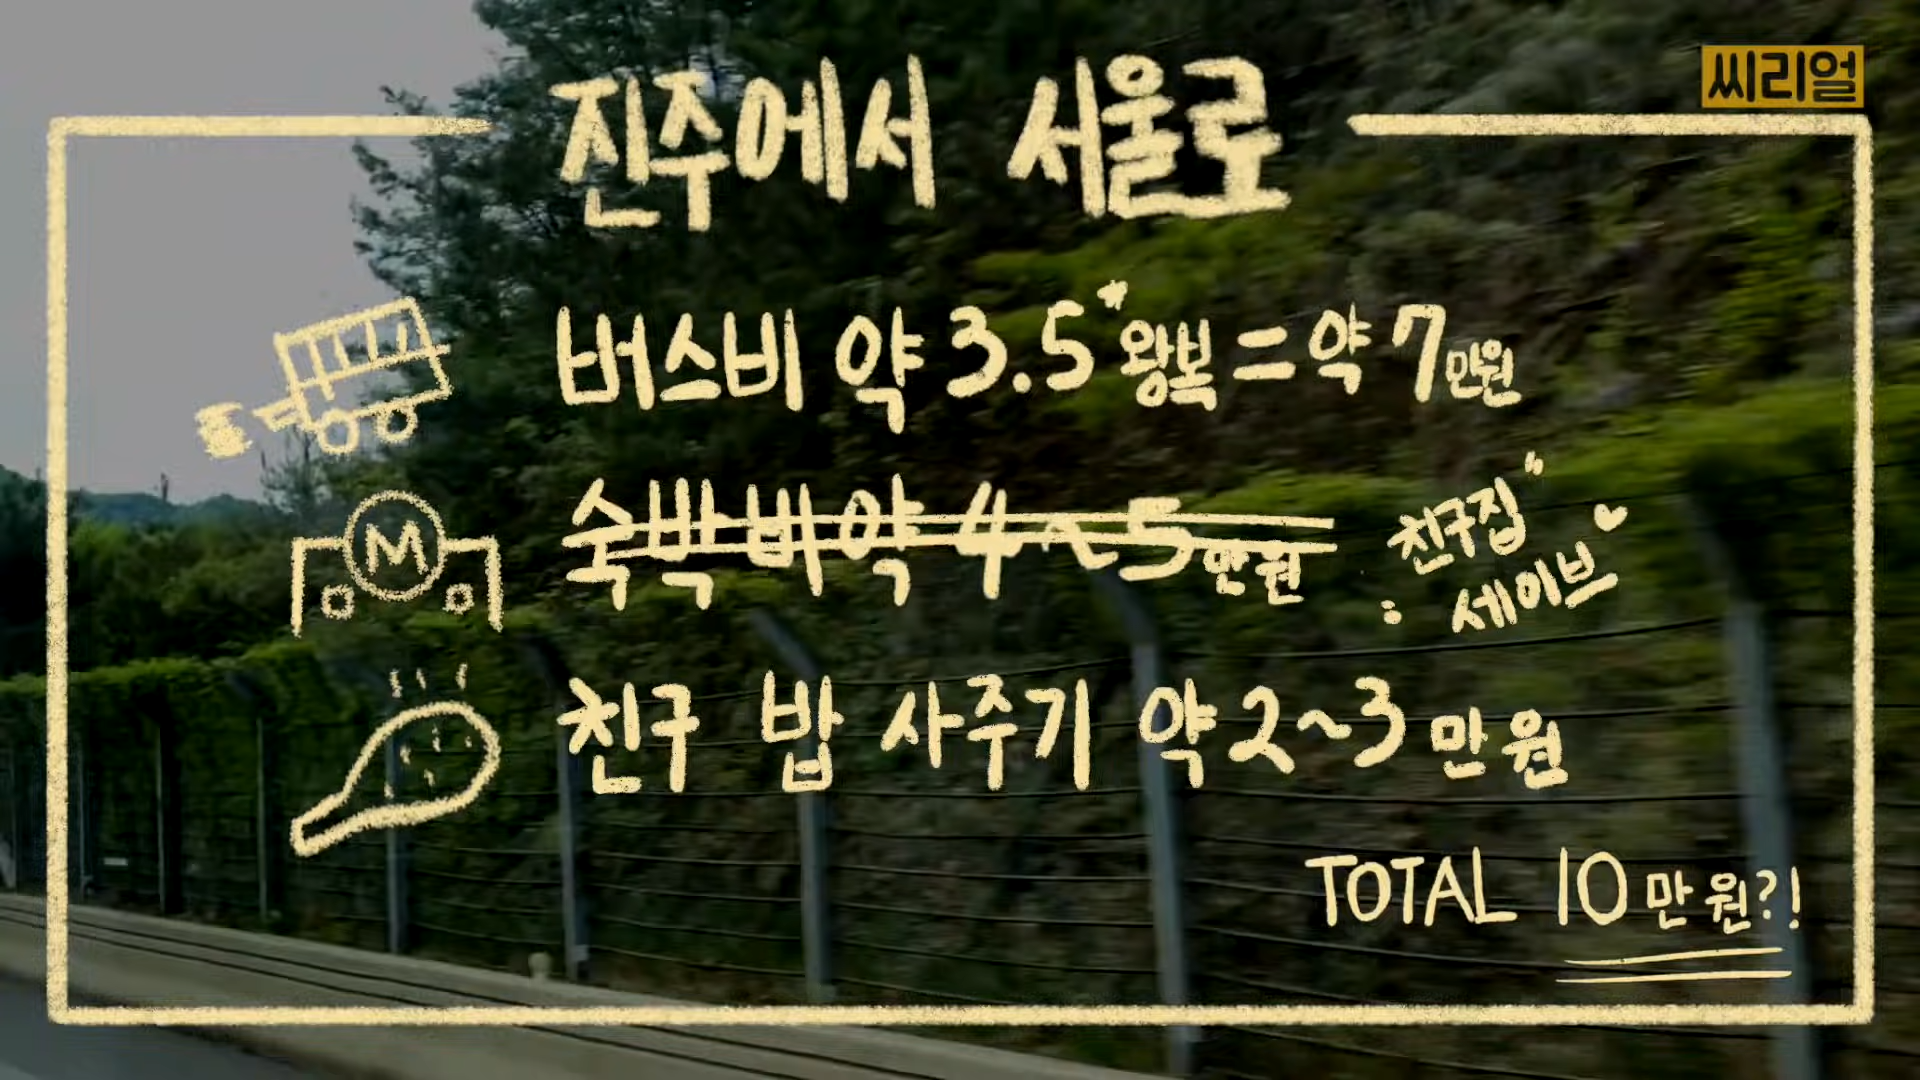 씨리얼
진주에서 서울로
버스비 약 3.5 왕복 = 약 7만원
숙박비 약 4~5만원
친구집
세이브♥
친구 밥 사주기 약 2~3만원
TOTAL 10만원?!